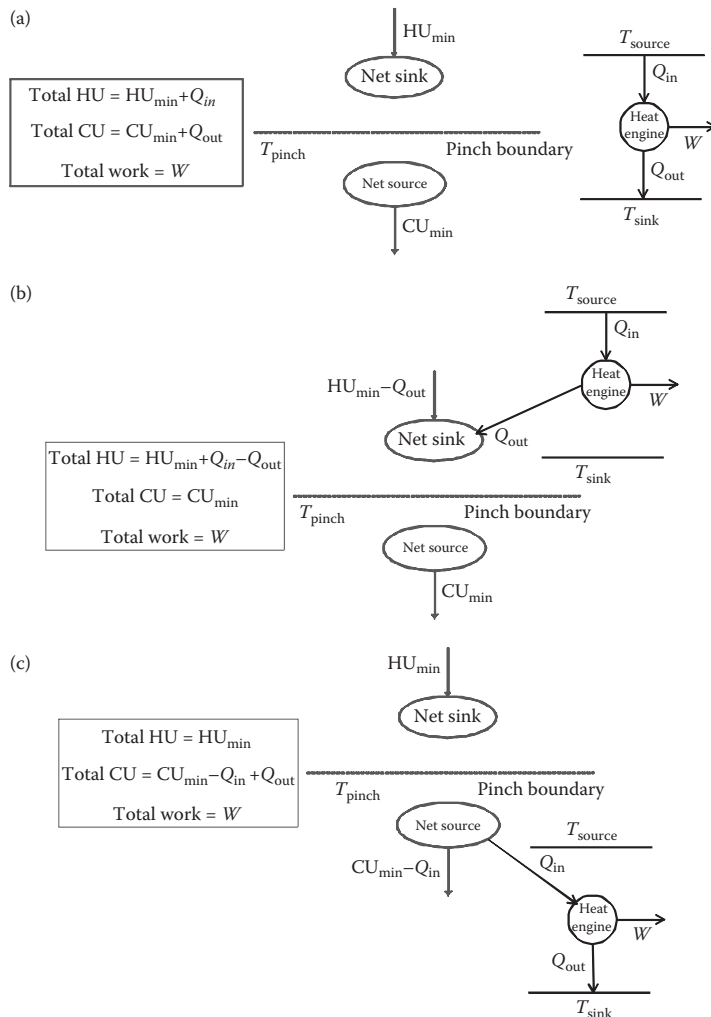 (a)
HU_min
Net sink
T_source
Q_in
Heat engine
W
Q_out
T_sink
Total HU = HU_min+Q_in
Total CU = CU_min+Q_out
Total work = W
T_pinch
Pinch boundary
Net source
CU_min
(b)
T_source
Q_in
Heat engine
W
HU_min−Q_out
Net sink
Q_out
T_sink
Total HU = HU_min+Q_in−Q_out
Total CU = CU_min
Total work = W
T_pinch
Pinch boundary
Net source
CU_min
(c)
HU_min
Net sink
Total HU = HU_min
Total CU = CU_min−Q_in +Q_out
Total work = W
T_pinch
Pinch boundary
Net source
T_source
CU_min−Q_in
Q_in
Heat engine
W
Q_out
T_sink